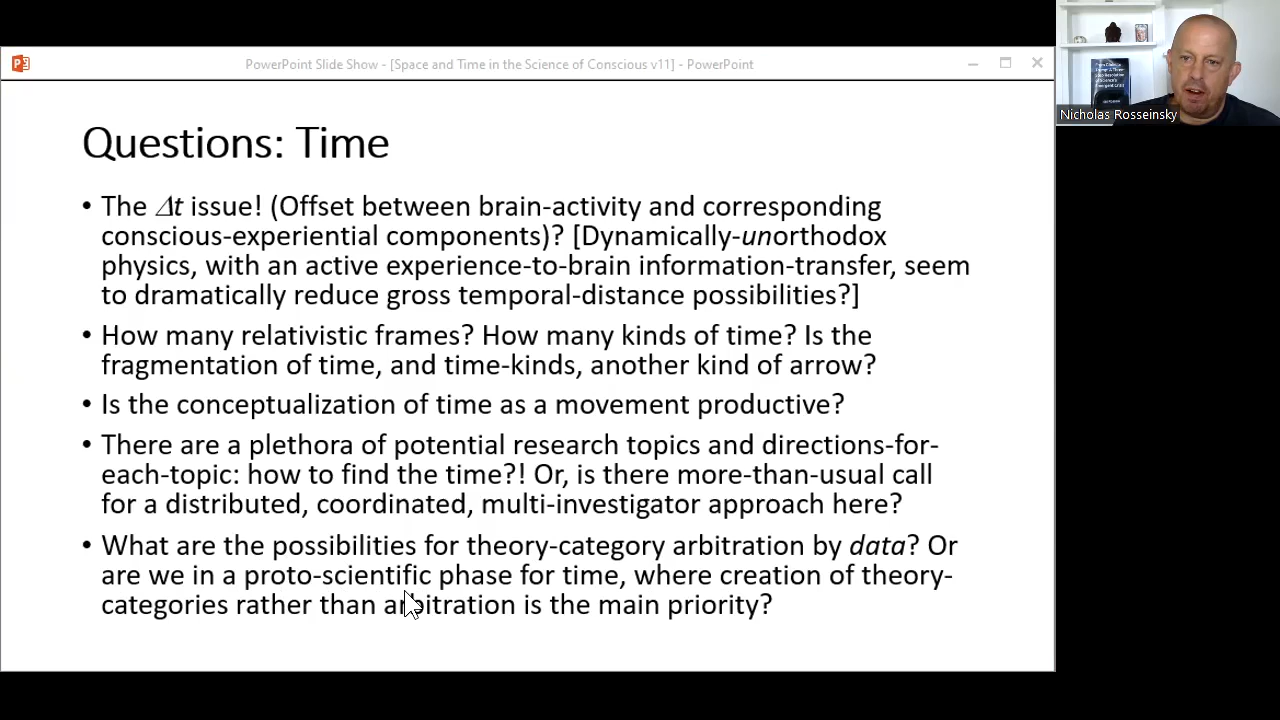 PowerPoint Slide Show - [Space and Time in the Science of Conscious v11] - PowerPoint
Nicholas Rosseinsky
Questions: Time
• The Δt issue! (Offset between brain-activity and corresponding
conscious-experiential components)? [Dynamically-unorthodox
physics, with an active experience-to-brain information-transfer, seem
to dramatically reduce gross temporal-distance possibilities?]
• How many relativistic frames? How many kinds of time? Is the
fragmentation of time, and time-kinds, another kind of arrow?
• Is the conceptualization of time as a movement productive?
• There are a plethora of potential research topics and directions-for-
each-topic: how to find the time?! Or, is there more-than-usual call
for a distributed, coordinated, multi-investigator approach here?
• What are the possibilities for theory-category arbitration by data? Or
are we in a proto-scientific phase for time, where creation of theory-
categories rather than arbitration is the main priority?